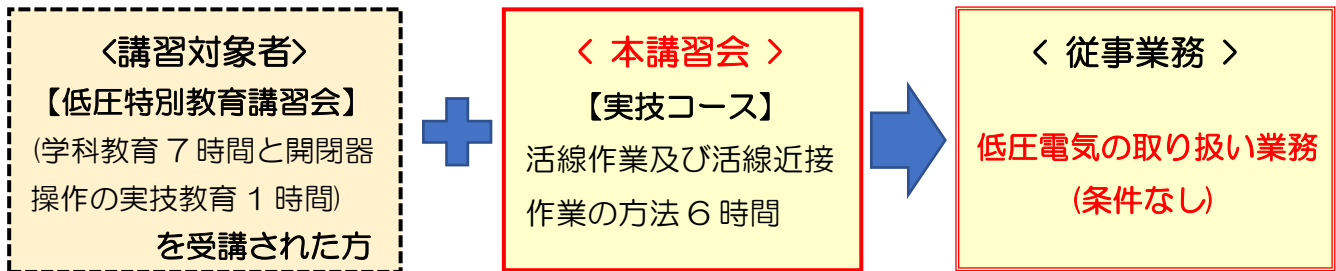 <講習対象者>
【低圧特別教育講習会】
(学科教育7時間と開閉器
操作の実技教育1時間)
を受講された方
< 本講習会 >
【実技コース】
活線作業及び活線近接
作業の方法6時間
< 従事業務 >
低圧電気の取り扱い業務
(条件なし)